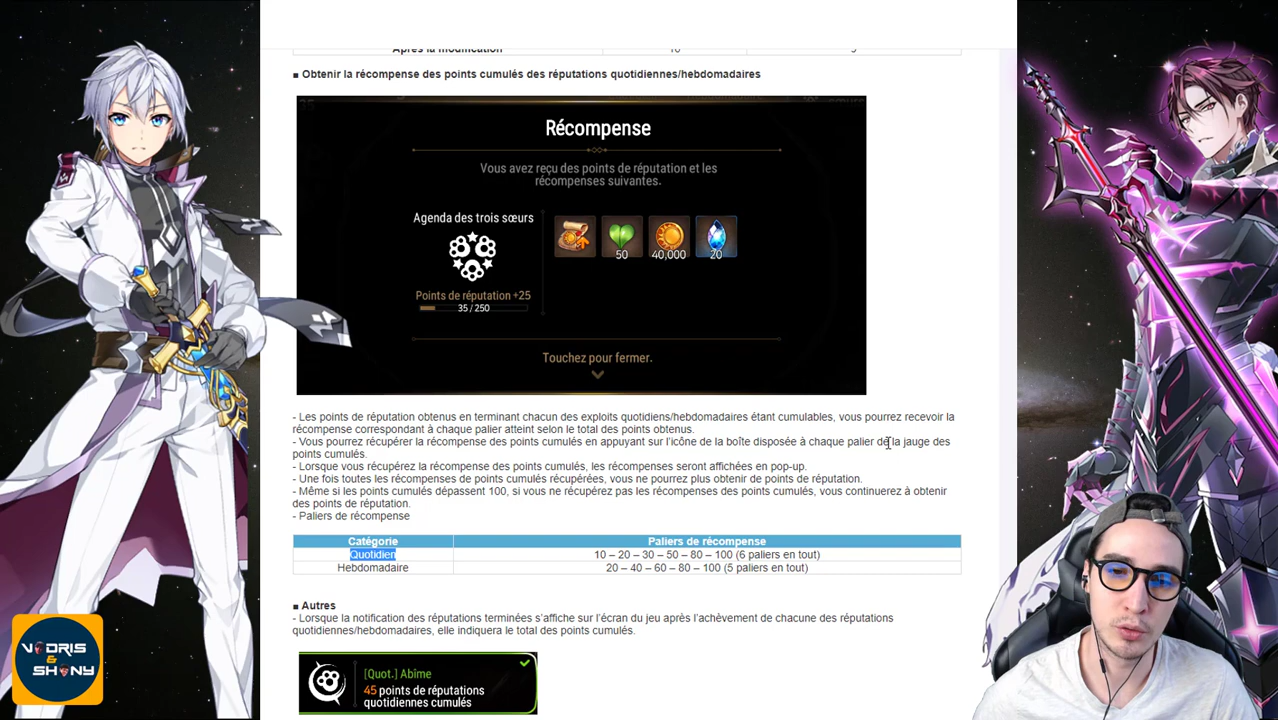 Après la modification 10
■ Obtenir la récompense des points cumulés des réputations quotidiennes/hebdomadaires
Récompense
Vous avez reçu des points de réputation et les
récompenses suivantes.
Agenda des trois sœurs
50 40,000 20
Points de réputation +25
35 / 250
Touchez pour fermer.
- Les points de réputation obtenus en terminant chacun des exploits quotidiens/hebdomadaires étant cumulables, vous pourrez recevoir la
récompense correspondant à chaque palier atteint selon le total des points obtenus.
- Vous pourrez récupérer la récompense des points cumulés en appuyant sur l'icône de la boîte disposée à chaque palier de la jauge des
points cumulés.
- Lorsque vous récupérez la récompense des points cumulés, les récompenses seront affichées en pop-up.
- Une fois toutes les récompenses de points cumulés récupérées, vous ne pourrez plus obtenir de points de réputation.
- Même si les points cumulés dépassent 100, si vous ne récupérez pas les récompenses des points cumulés, vous continuerez à obtenir
des points de réputation.
- Paliers de récompense
Catégorie Paliers de récompense
Quotidien 10 – 20 – 30 – 50 – 80 – 100 (6 paliers en tout)
Hebdomadaire 20 – 40 – 60 – 80 – 100 (5 paliers en tout)
■ Autres
- Lorsque la notification des réputations terminées s'affiche sur l'écran du jeu après l'achèvement de chacune des réputations
quotidiennes/hebdomadaires, elle indiquera le total des points cumulés.
[Quot.] Abîme
45 points de réputations
quotidiennes cumulés
VODRIS
&
SHONY